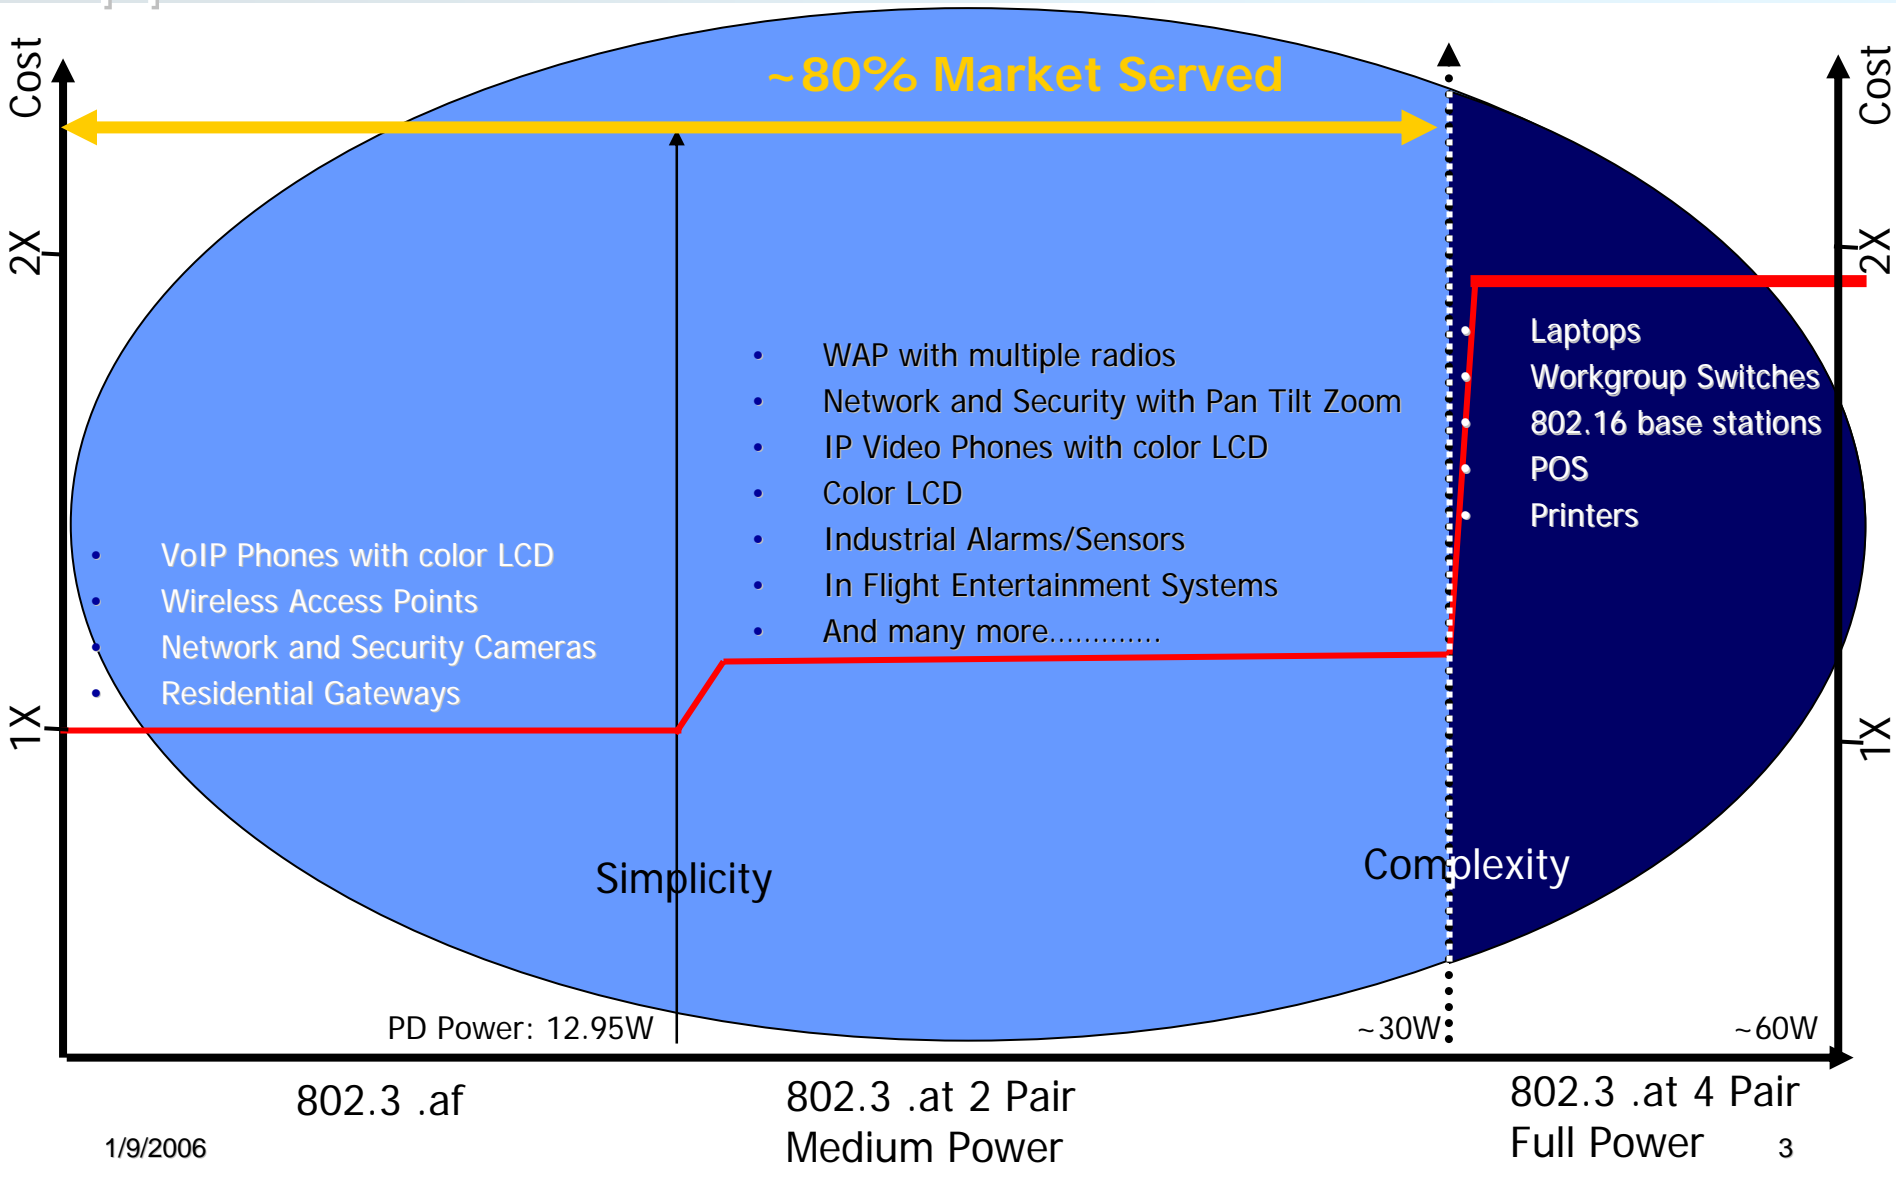 ~80% Market Served
Cost
Cost
2X
2X
• WAP with multiple radios
• Network and Security with Pan Tilt Zoom
• IP Video Phones with color LCD
• Color LCD
• Industrial Alarms/Sensors
• In Flight Entertainment Systems
• And many more.............
• Laptops
• Workgroup Switches
• 802.16 base stations
• POS
• Printers
• VoIP Phones with color LCD
• Wireless Access Points
• Network and Security Cameras
• Residential Gateways
1X
1X
Simplicity
Complexity
PD Power: 12.95W
~30W
~60W
802.3 .af
802.3 .at 2 Pair
Medium Power
802.3 .at 4 Pair
Full Power
1/9/2006
3